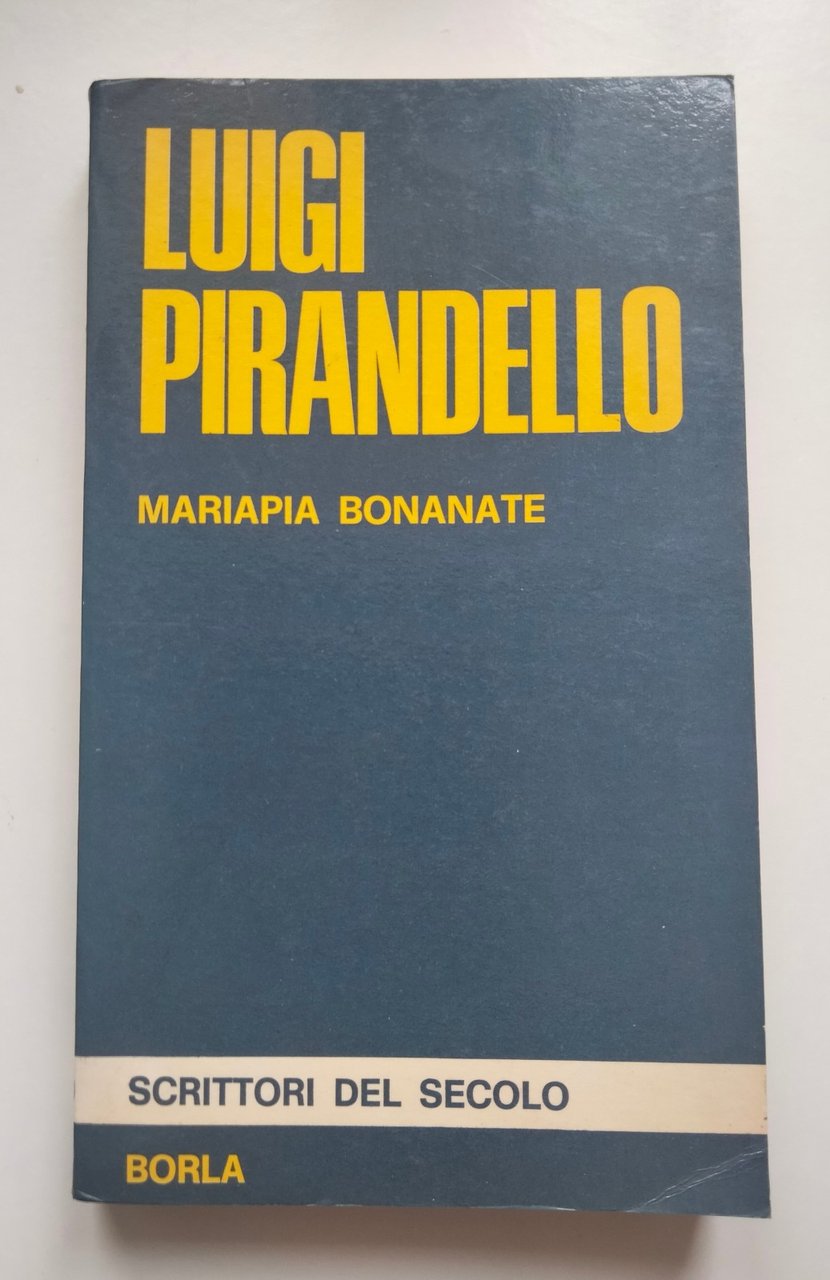 LUIGI
PIRANDELLO
MARIAPIA BONANATE
SCRITTORI DEL SECOLO
BORLA